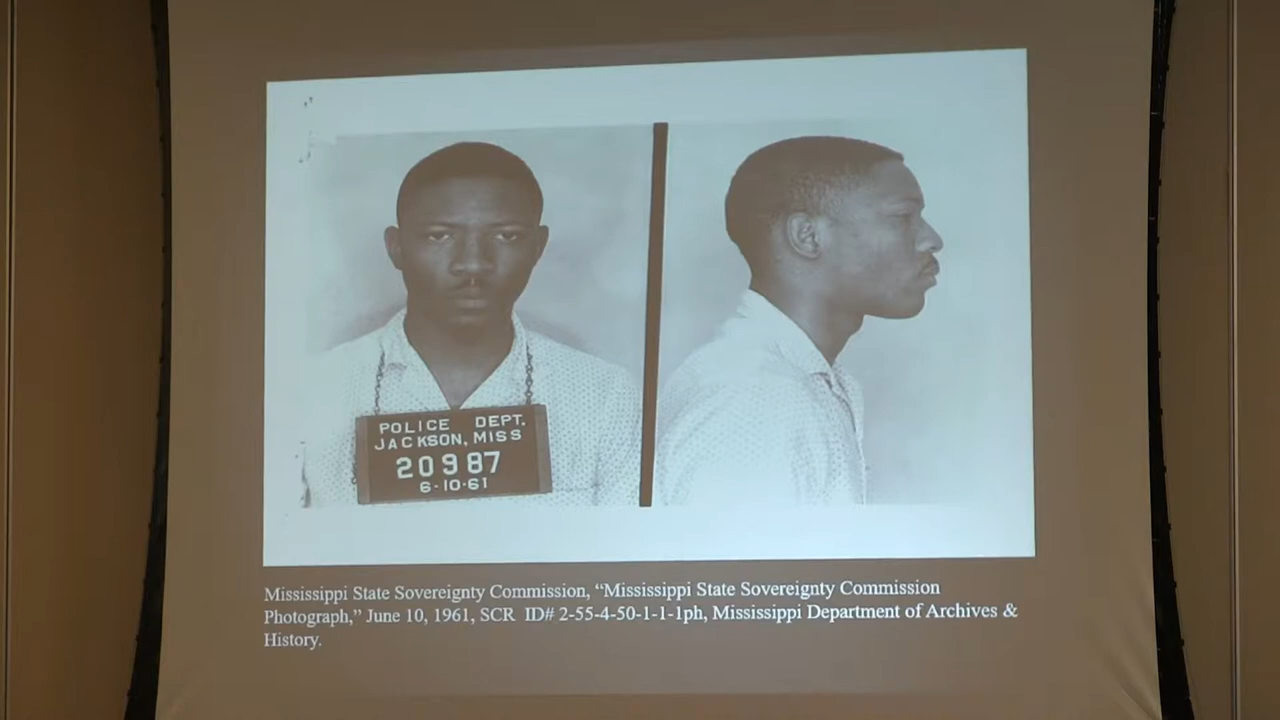 POLICE DEPT.
JACKSON, MISS
20987
6-10-61
Mississippi State Sovereignty Commission, “Mississippi State Sovereignty Commission
Photograph,” June 10, 1961, SCR ID# 2-55-4-50-1-1-1ph, Mississippi Department of Archives &
History.